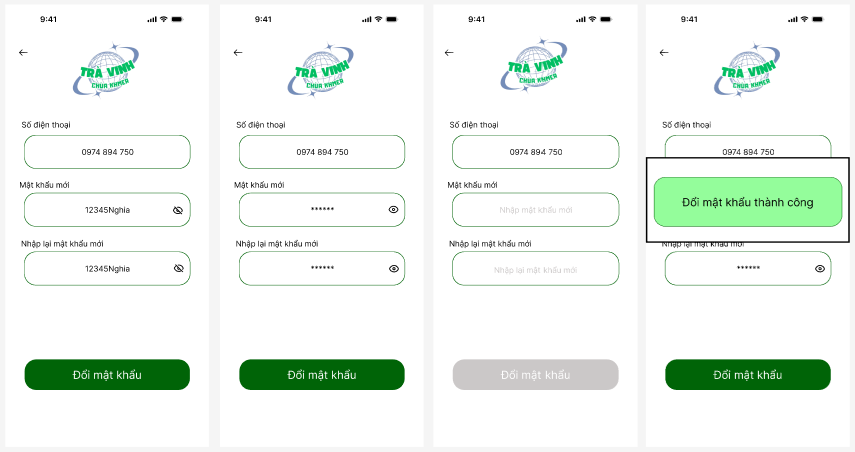 9:41
TRÀ VINH
CHÙA KHMER
Số điện thoại
0974 894 750
Mật khẩu mới
12345Nghia
Nhập lại mật khẩu mới
12345Nghia
Đổi mật khẩu
9:41
TRÀ VINH
CHÙA KHMER
Số điện thoại
0974 894 750
Mật khẩu mới
******
Nhập lại mật khẩu mới
******
Đổi mật khẩu
9:41
TRÀ VINH
CHÙA KHMER
Số điện thoại
0974 894 750
Mật khẩu mới
Nhập mật khẩu mới
Nhập lại mật khẩu mới
Nhập lại mật khẩu mới
Đổi mật khẩu
9:41
TRÀ VINH
CHÙA KHMER
Số điện thoại
0974 894 750
Đổi mật khẩu thành công
Nhập lại mật khẩu mới
******
Đổi mật khẩu